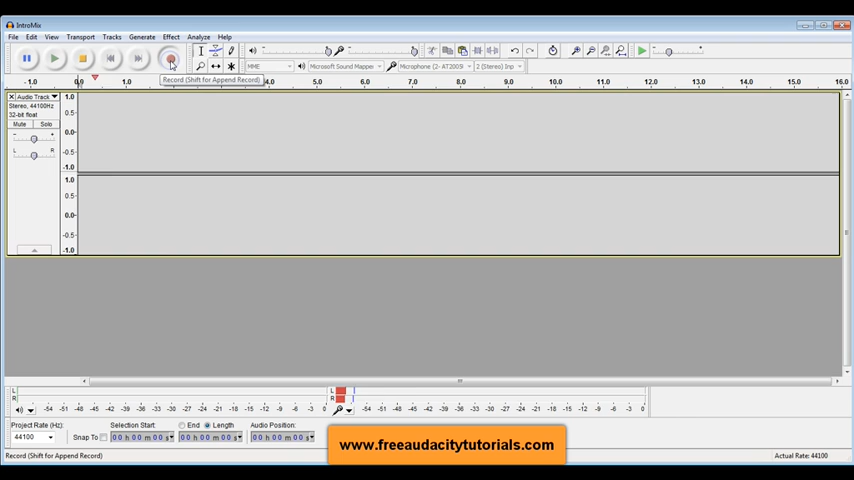 IntroMix
File Edit View Transport Tracks Generate Effect Analyze Help
MME Microsoft Sound Mapper Microphone (2- AT2005 2 (Stereo) Inp
-1.0 0.0 1.0 3.0 4.0 5.0 6.0 7.0 8.0 9.0 10.0 11.0 12.0 13.0 14.0 15.0 16.0
Record (Shift for Append Record)
Audio Track
Stereo, 44100Hz
32-bit float
Mute Solo
- +
L R
1.0
0.5
0.0
-0.5
-1.0
1.0
0.5
0.0
-0.5
-1.0
L
R
-54 -51 -48 -45 -42 -39 -36 -33 -30 -27 -24 -21 -18 -15 -12 -9 -6 -3 0
L
R
-54 -51 -48 -45 -42 -39 -36 -33 -30 -27 -24 -21 -18 -15 -12 -9 -6 -3 0
Project Rate (Hz):
44100
Snap To
Selection Start:
00 h 00 m 00 s
End Length
00 h 00 m 00 s
Audio Position:
00 h 00 m 00 s
www.freeaudacitytutorials.com
Record (Shift for Append Record)
Actual Rate: 44100